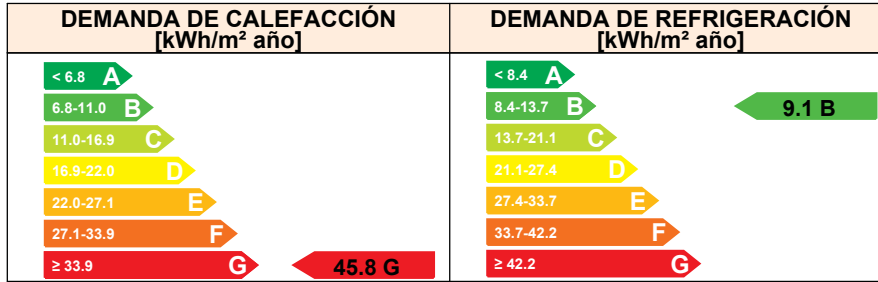 DEMANDA DE CALEFACCIÓN
[kWh/m² año]
< 6.8 A
6.8-11.0 B
11.0-16.9 C
16.9-22.0 D
22.0-27.1 E
27.1-33.9 F
≥ 33.9 G
45.8 G
DEMANDA DE REFRIGERACIÓN
[kWh/m² año]
< 8.4 A
8.4-13.7 B
9.1 B
13.7-21.1 C
21.1-27.4 D
27.4-33.7 E
33.7-42.2 F
≥ 42.2 G